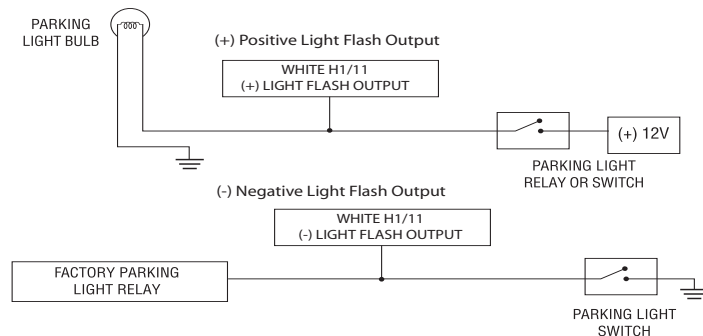 PARKING
LIGHT BULB
(+) Positive Light Flash Output
WHITE H1/11
(+) LIGHT FLASH OUTPUT
(+) 12V
PARKING LIGHT
RELAY OR SWITCH
(-) Negative Light Flash Output
WHITE H1/11
(-) LIGHT FLASH OUTPUT
FACTORY PARKING
LIGHT RELAY
PARKING LIGHT
SWITCH